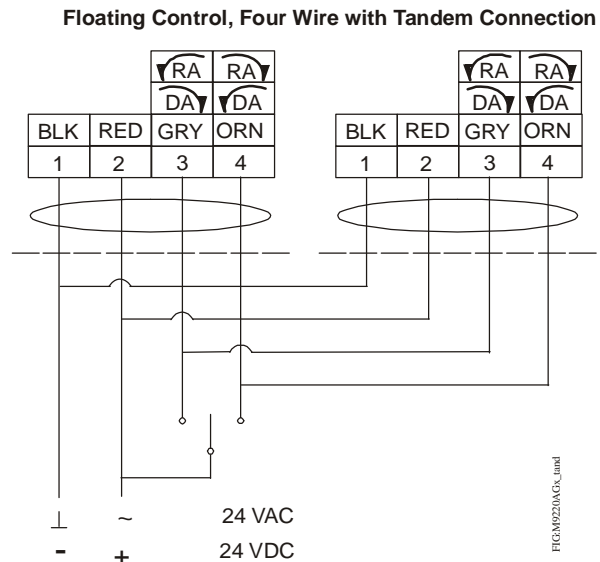 Floating Control, Four Wire with Tandem Connection
RA RA RA RA
DA DA DA DA
BLK RED GRY ORN BLK RED GRY ORN
1 2 3 4 1 2 3 4
⊥ ~ 24 VAC
- + 24 VDC
FIG:M9220AGx_tand